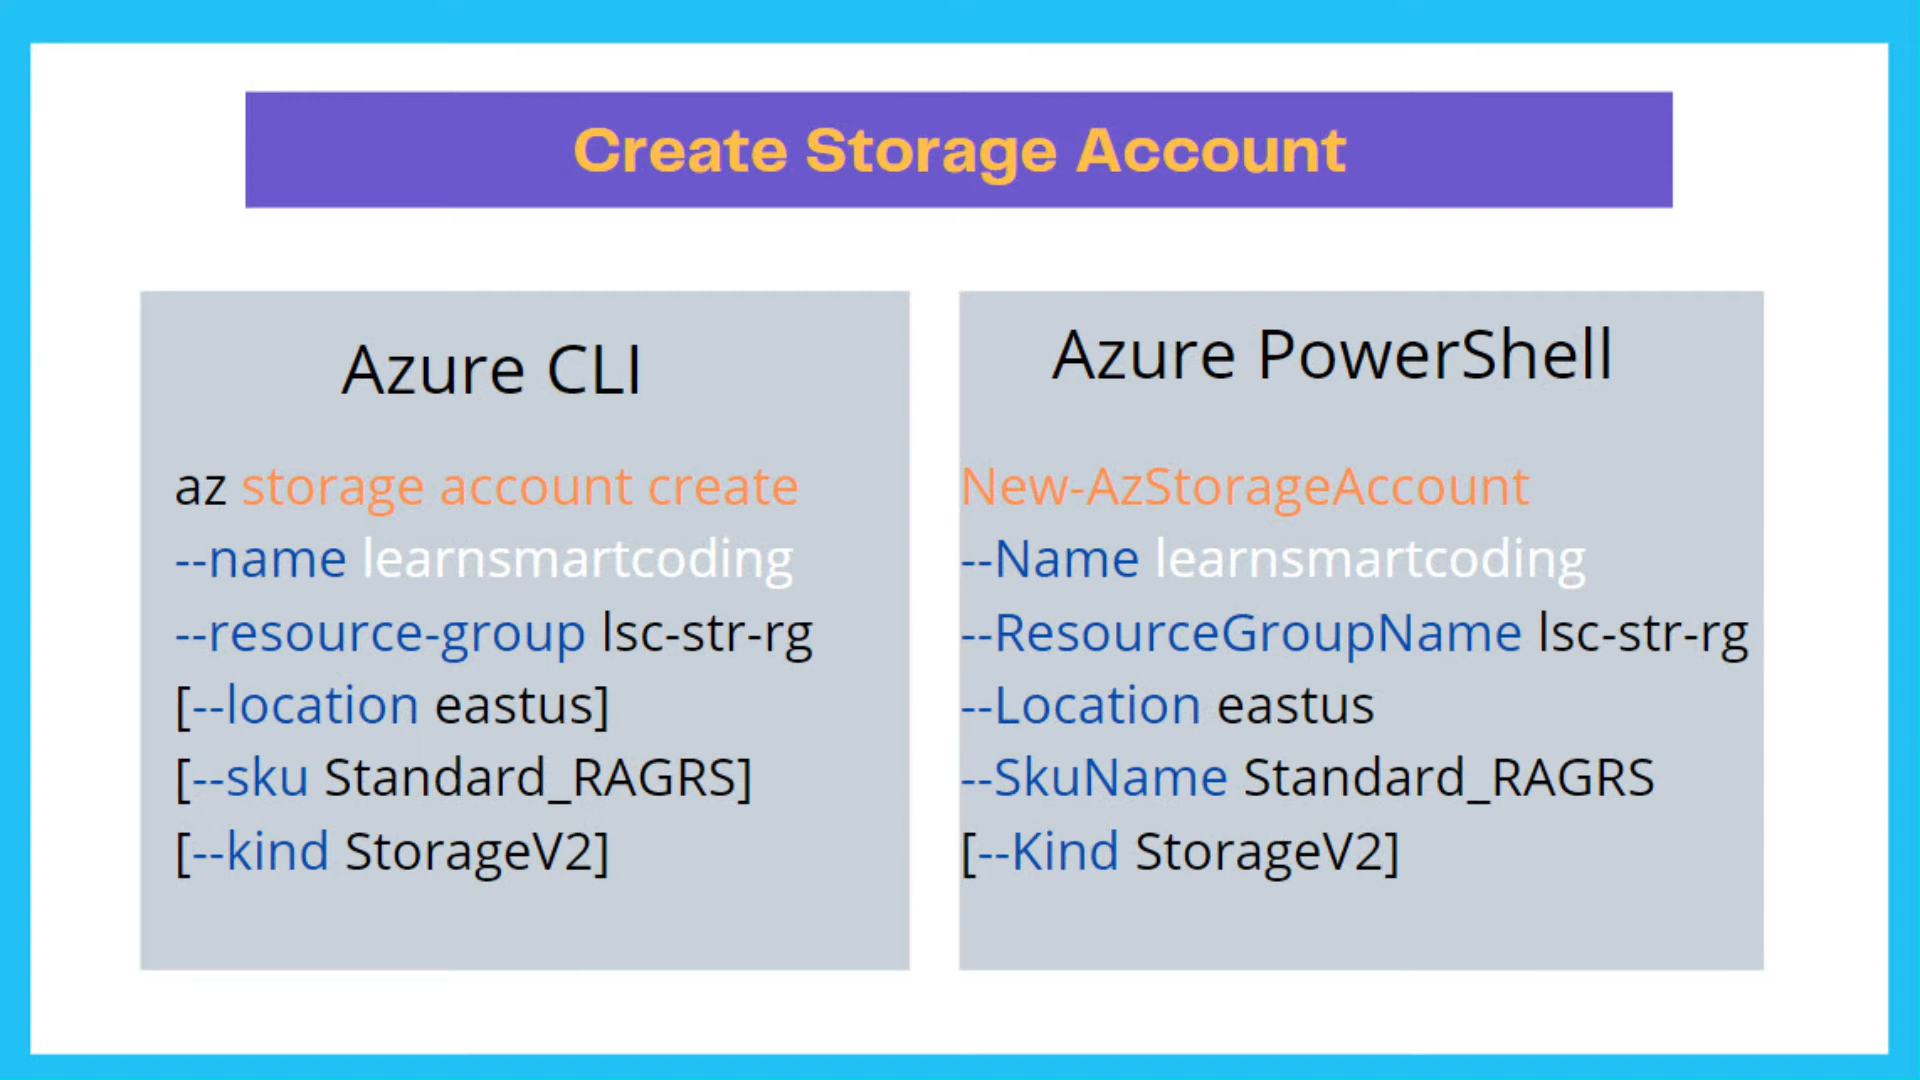 Create Storage Account
Azure CLI
az storage account create
--name learnsmartcoding
--resource-group lsc-str-rg
[--location eastus]
[--sku Standard_RAGRS]
[--kind StorageV2]
Azure PowerShell
New-AzStorageAccount
--Name learnsmartcoding
--ResourceGroupName lsc-str-rg
--Location eastus
--SkuName Standard_RAGRS
[--Kind StorageV2]